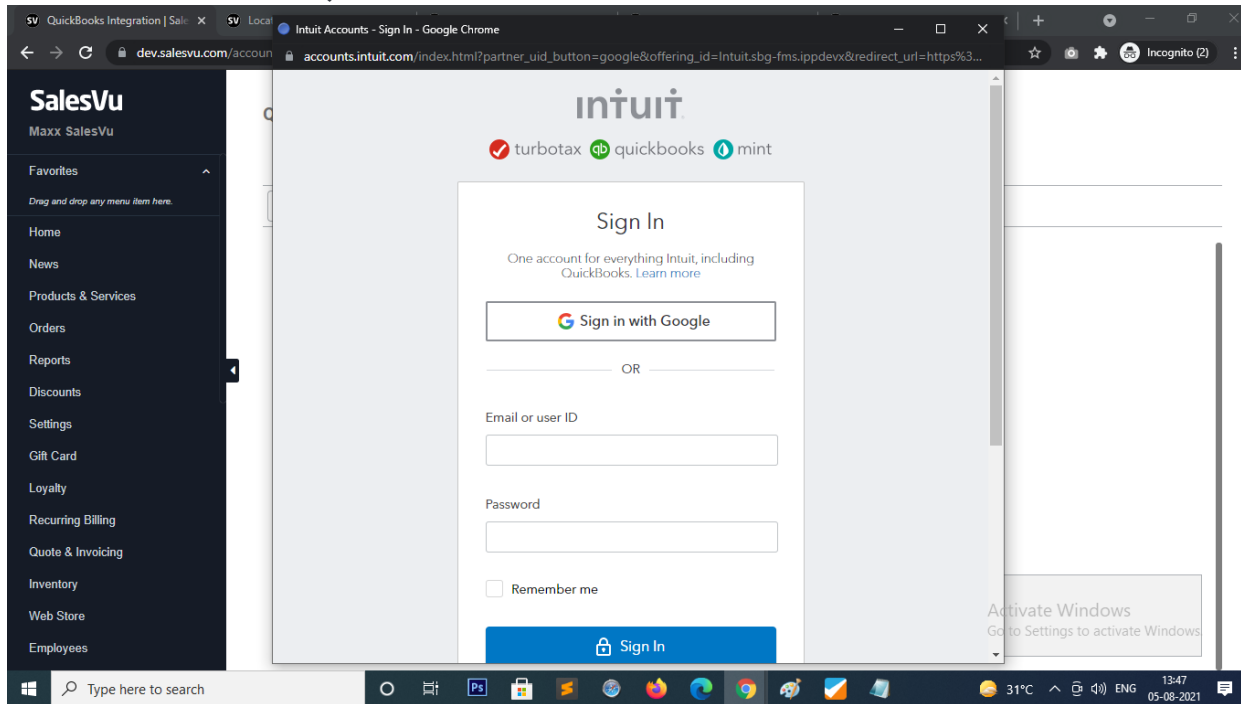 QuickBooks Integration | Sale
Loca
Intuit Accounts - Sign In - Google Chrome
dev.salesvu.com/accoun
accounts.intuit.com/index.html?partner_uid_button=google&offering_id=Intuit.sbg-fms.ippdevx&redirect_url=https%3...
Incognito (2)
SalesVu
Maxx SalesVu
Favorites
Drag and drop any menu item here.
Home
News
Products & Services
Orders
Reports
Discounts
Settings
Gift Card
Loyalty
Recurring Billing
Quote & Invoicing
Inventory
Web Store
Employees
intuit
turbotax qb quickbooks mint
Sign In
One account for everything Intuit, including
QuickBooks. Learn more
Sign in with Google
OR
Email or user ID
Password
Remember me
Sign In
Activate Windows
Go to Settings to activate Windows.
Type here to search
Ps
31°C
ENG
13:47
05-08-2021